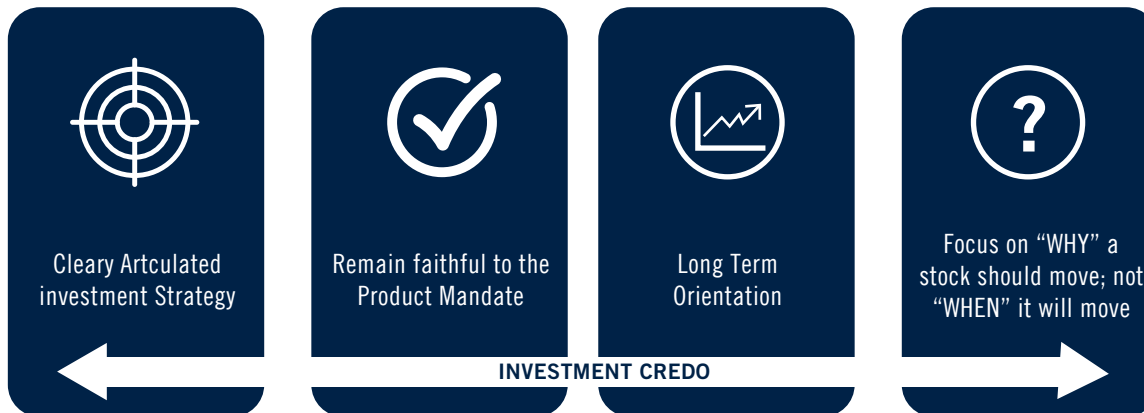 Cleary Artculated
investment Strategy
Remain faithful to the
Product Mandate
Long Term
Orientation
?
Focus on “WHY” a
stock should move; not
“WHEN” it will move
INVESTMENT CREDO